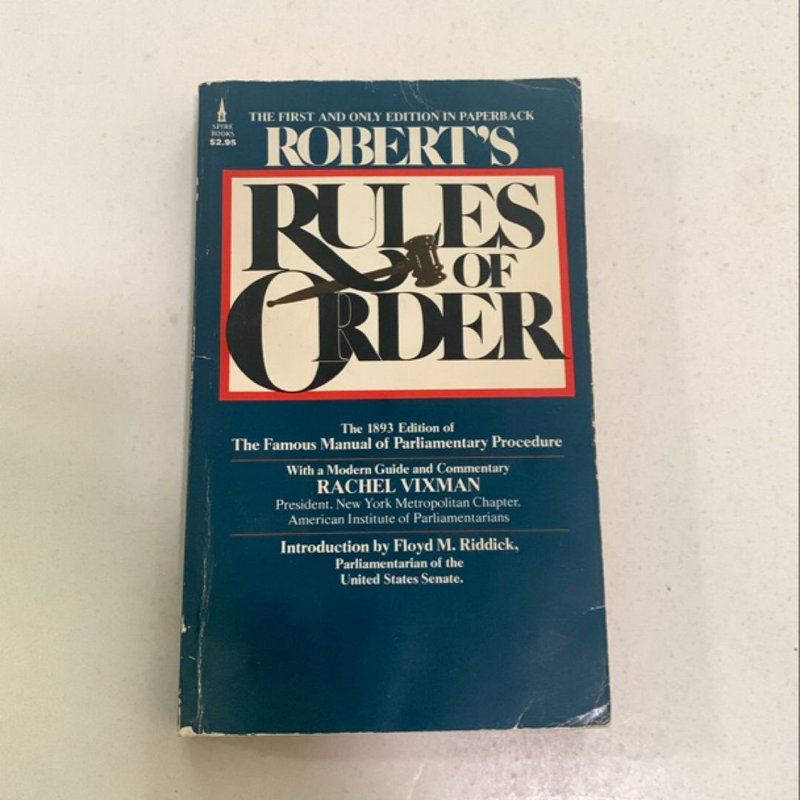 THE FIRST AND ONLY EDITION IN PAPERBACK
SPIRE
BOOKS
$2.95
ROBERT'S
RULES
OF
ORDER
The 1893 Edition of
The Famous Manual of Parliamentary Procedure
With a Modern Guide and Commentary
RACHEL VIXMAN
President, New York Metropolitan Chapter,
American Institute of Parliamentarians
Introduction by Floyd M. Riddick,
Parliamentarian of the
United States Senate.